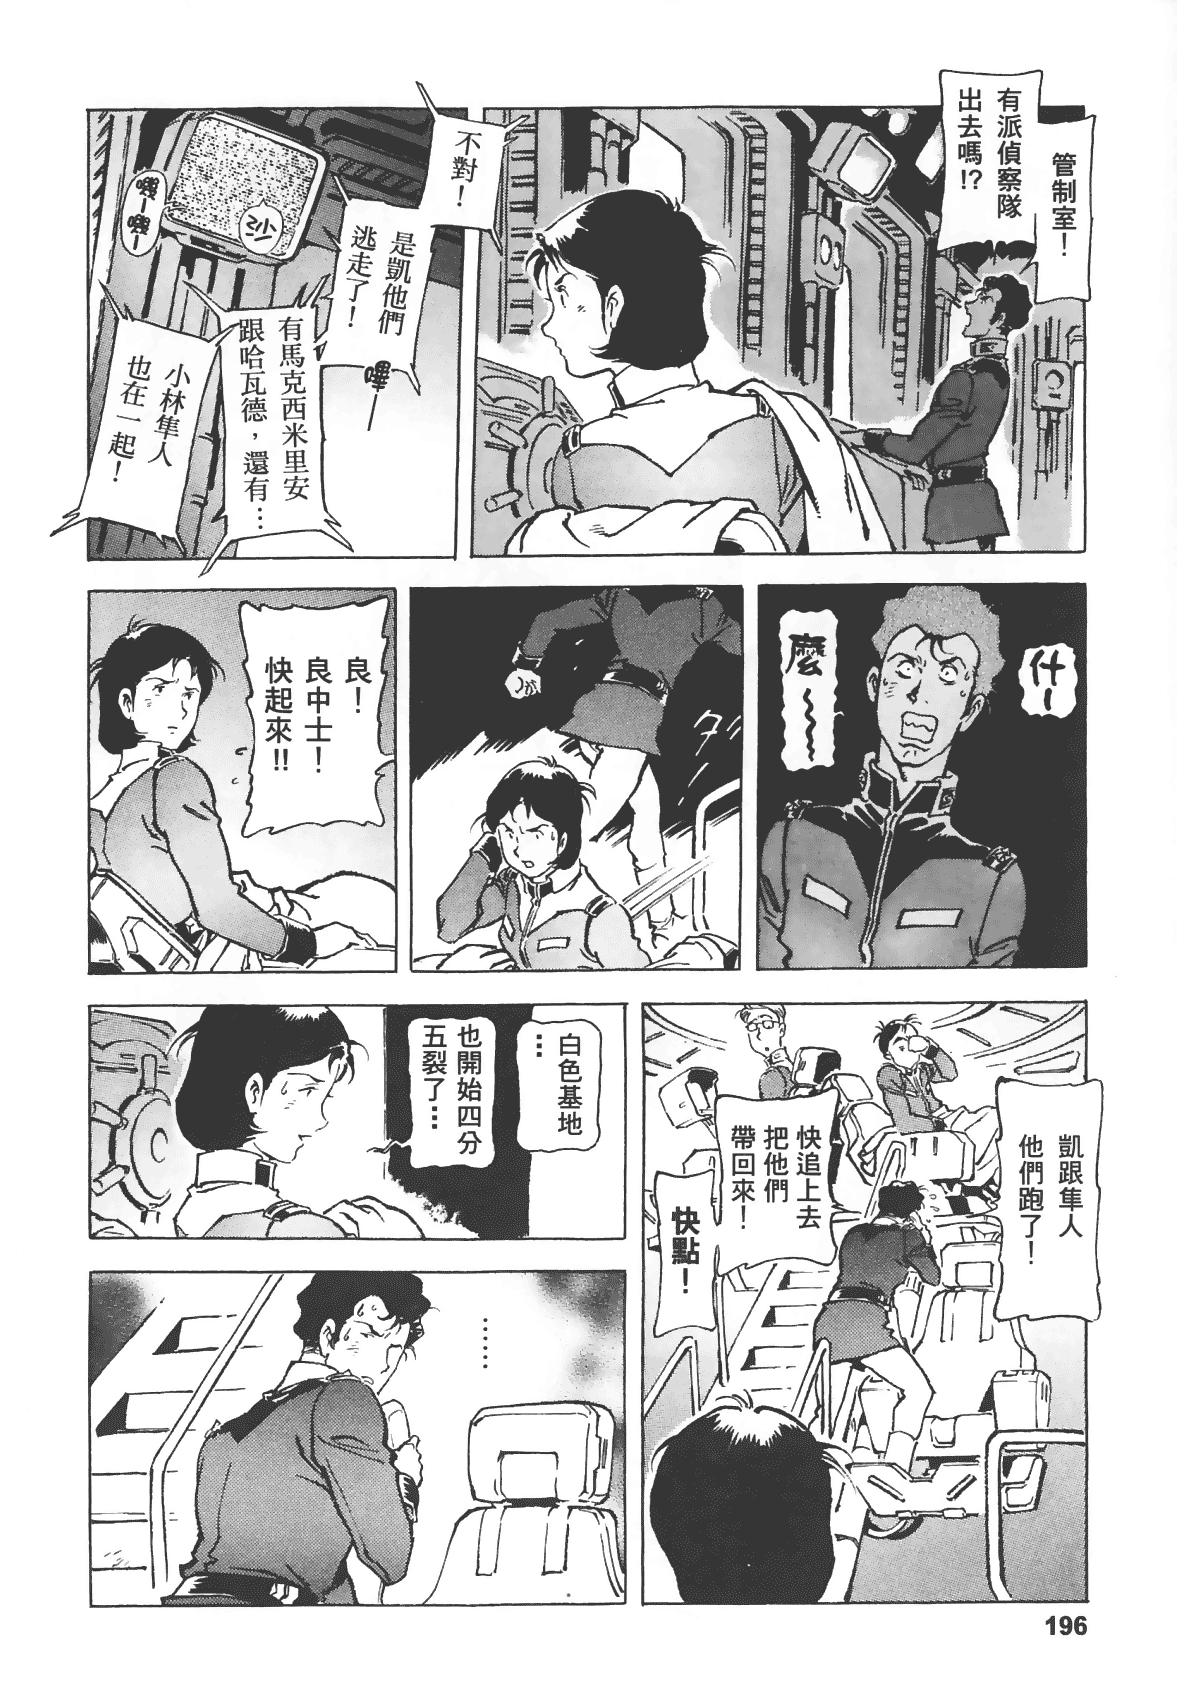 管制室！
有派偵察隊
出去嗎!?
不對！
是凱他們
逃走了！
嗶—
有馬克西米里安
跟哈瓦德，還有…
小林隼人
也在一起！
沙
嘰—嘰—
什—
麼～～～
タッ
良！
良中士！
快起來!!
凱跟隼人
他們跑了！
快追上去
把他們
帶回來！
快點！
白色基地
…
也開始四分
五裂了…
……
196